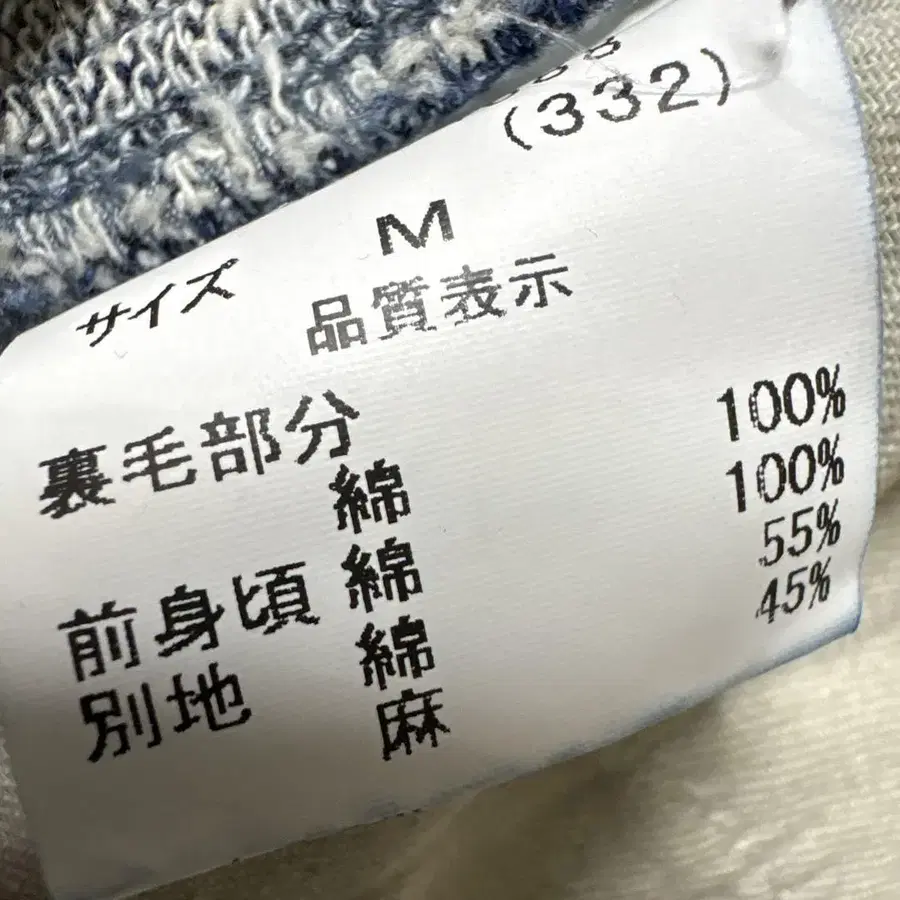 (332)
サイズ M
品質表示
裏毛部分
綿 100%
前身頃 綿 100%
別地 綿 55%
麻 45%